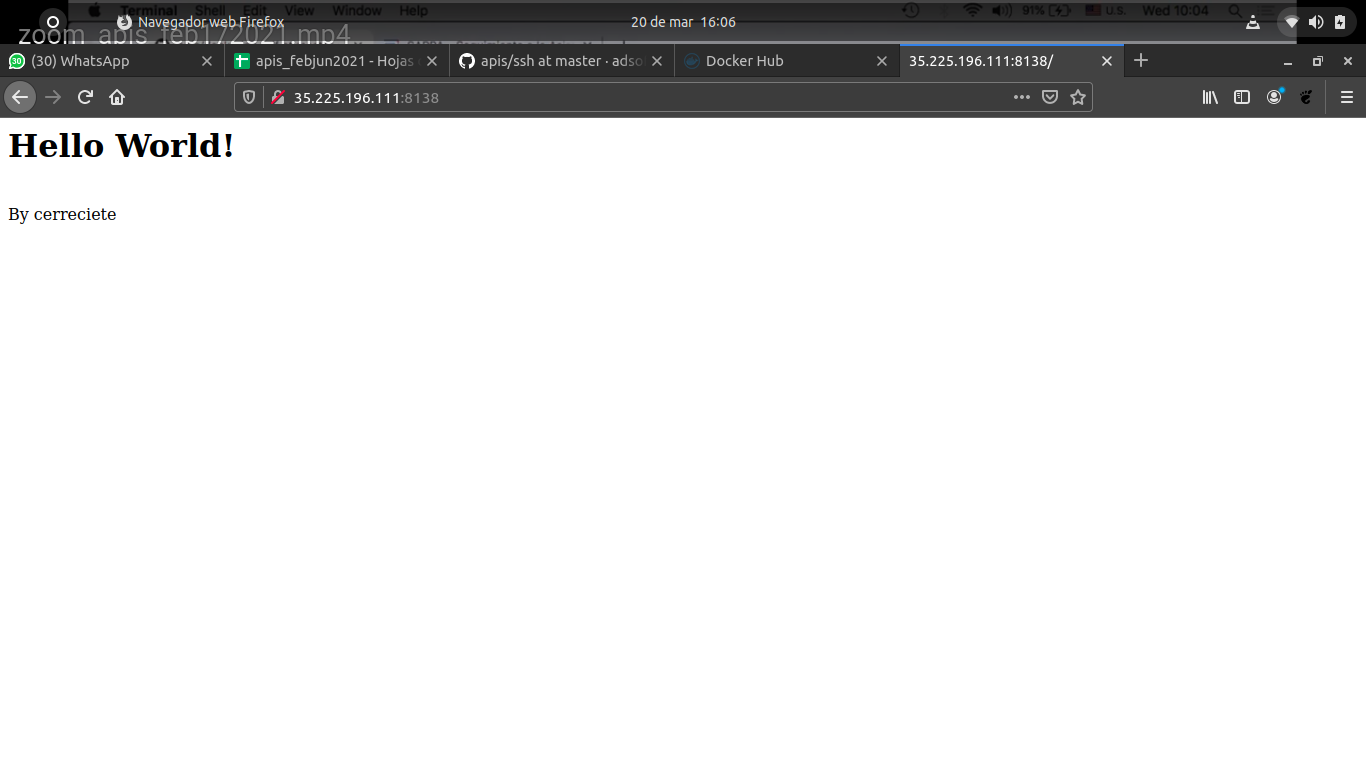 Terminal Shell Edit View Window Help 91% U.S. Wed 10:04
Navegador web Firefox 20 de mar 16:06
zoom_apis_feb172021.mp4
(30) WhatsApp apis_febjun2021 - Hojas apis/ssh at master · adso Docker Hub 35.225.196.111:8138/
35.225.196.111:8138
Hello World!
By cerreciete